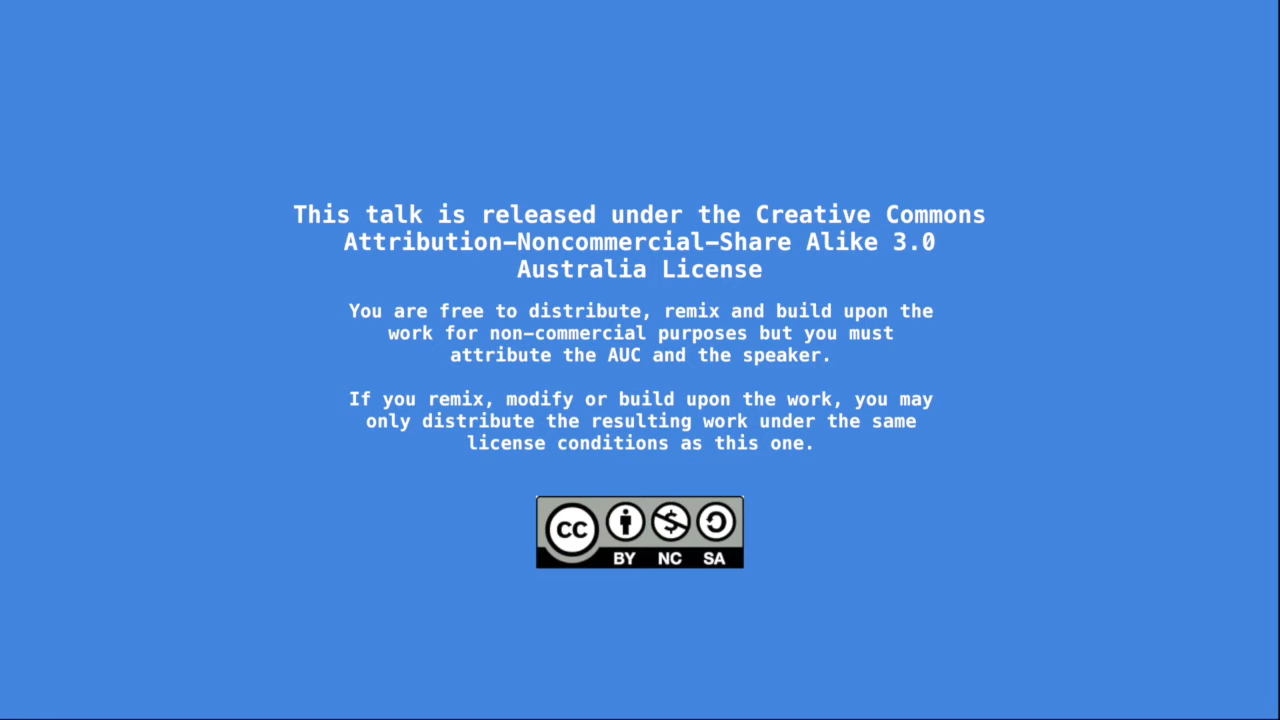 This talk is released under the Creative Commons
Attribution-Noncommercial-Share Alike 3.0
Australia License
You are free to distribute, remix and build upon the
work for non-commercial purposes but you must
attribute the AUC and the speaker.
If you remix, modify or build upon the work, you may
only distribute the resulting work under the same
license conditions as this one.
CC
BY NC SA